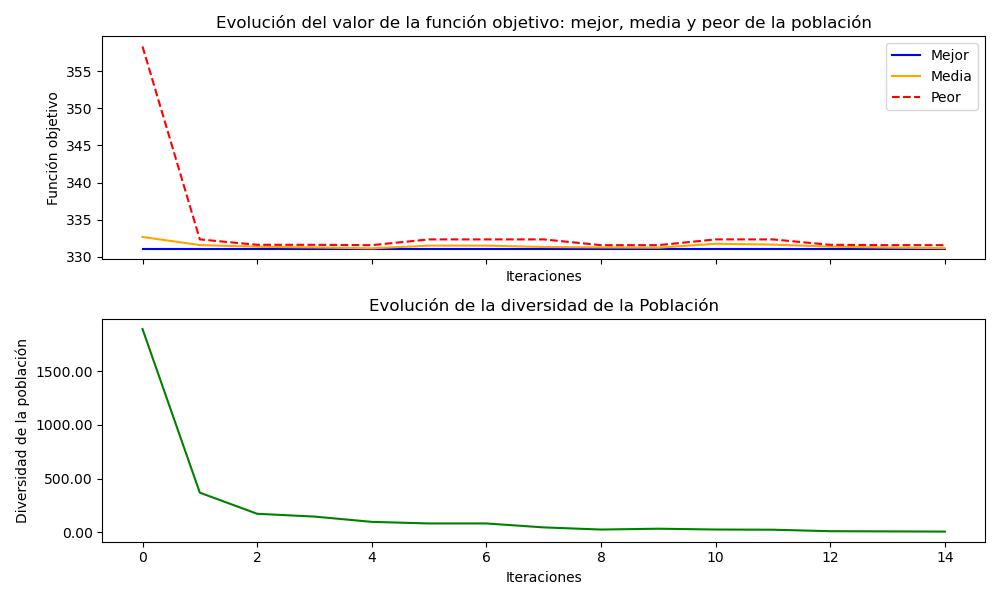 Evolución del valor de la función objetivo: mejor, media y peor de la población
Función objetivo
355
350
345
340
335
330
Mejor
Media
Peor
Iteraciones
Evolución de la diversidad de la Población
Diversidad de la población
1500.00
1000.00
500.00
0.00
0 2 4 6 8 10 12 14
Iteraciones